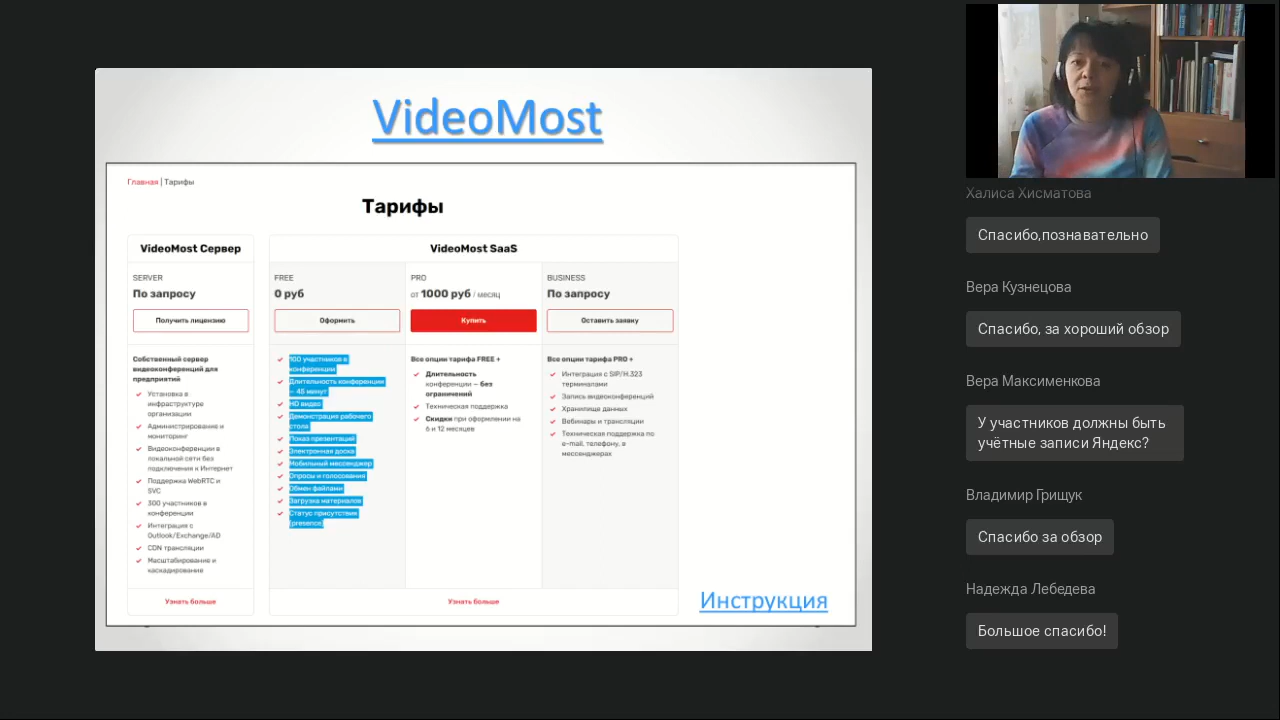 VideoMost
Главная | Тарифы
Тарифы
VideoMost Сервер
SERVER
По запросу
Получить лицензию
Собственный сервер
видеоконференций для
предприятий
Установка в
инфраструктуре
организации
Администрирование и
мониторинг
Видеоконференции в
локальной сети без
подключения к Интернет
Поддержка WebRTC и
SVC
300 участников в
конференции
Интеграция с
Outlook/Exchange/AD
CDN трансляции
Масштабирование и
каскадирование
Узнать больше
VideoMost SaaS
FREE
0 руб
Оформить
100 участников в
конференции
Длительность конференции
– 45 минут
HD видео
Демонстрация рабочего
стола
Показ презентаций
Электронная доска
Мобильный мессенджер
Опросы и голосования
Обмен файлами
Загрузка материалов
Статус присутствия
(presence)
PRO
от 1000 руб / месяц
Купить
Все опции тарифа FREE +
Длительность
конференции – без
ограничений
Техническая поддержка
Скидки при оформлении на
6 и 12 месяцев
BUSINESS
По запросу
Оставить заявку
Все опции тарифа PRO +
Интеграция с SIP/H.323
терминалами
Запись видеоконференций
Хранилище данных
Вебинары и трансляции
Техническая поддержка по
e-mail, телефону, в
мессенджерах
Узнать больше
Инструкция
Халиса Хисматова
Спасибо,познавательно
Вера Кузнецова
Спасибо, за хороший обзор
Вера Максименкова
У участников должны быть
учётные записи Яндекс?
Владимир Грищук
Спасибо за обзор
Надежда Лебедева
Большое спасибо!